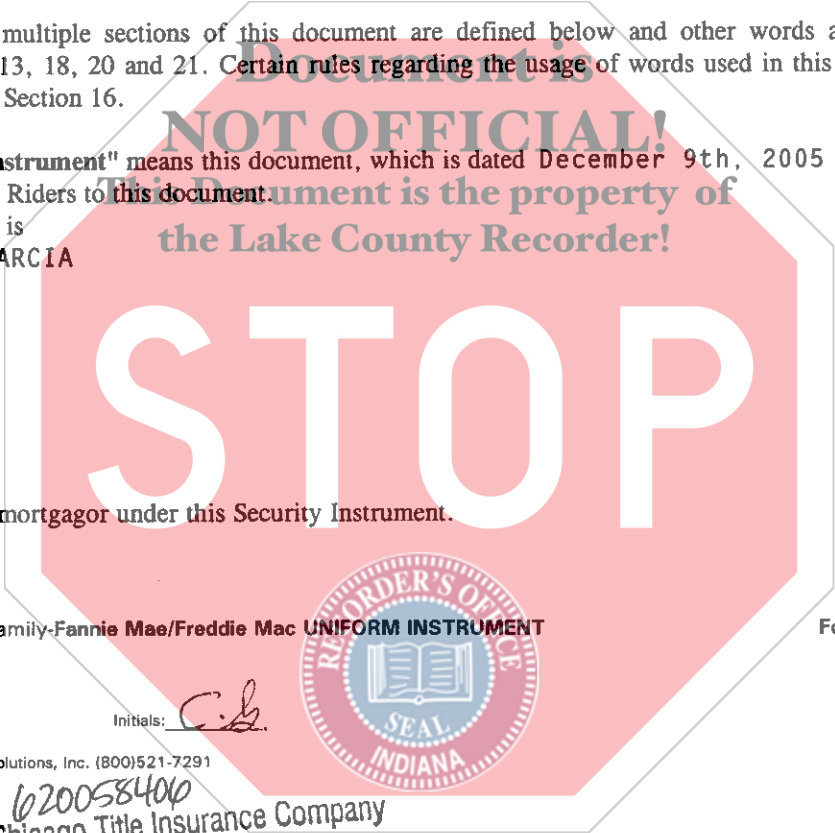 multiple sections of this document are defined below and other words a
Document is
13, 18, 20 and 21. Certain rules regarding the usage of words used in this
Section 16.
NOT OFFICIAL!
strument" means this document, which is dated December 9th, 2005
Riders to this document.
This Document is the property of
is
the Lake County Recorder!
ARCIA
STOP
mortgagor under this Security Instrument.
RECORDER'S OFFICE
SEAL
INDIANA
amily-Fannie Mae/Freddie Mac UNIFORM INSTRUMENT Fo
Initials: C.G.
olutions, Inc. (800)521-7291
620058406
Chicago Title Insurance Company